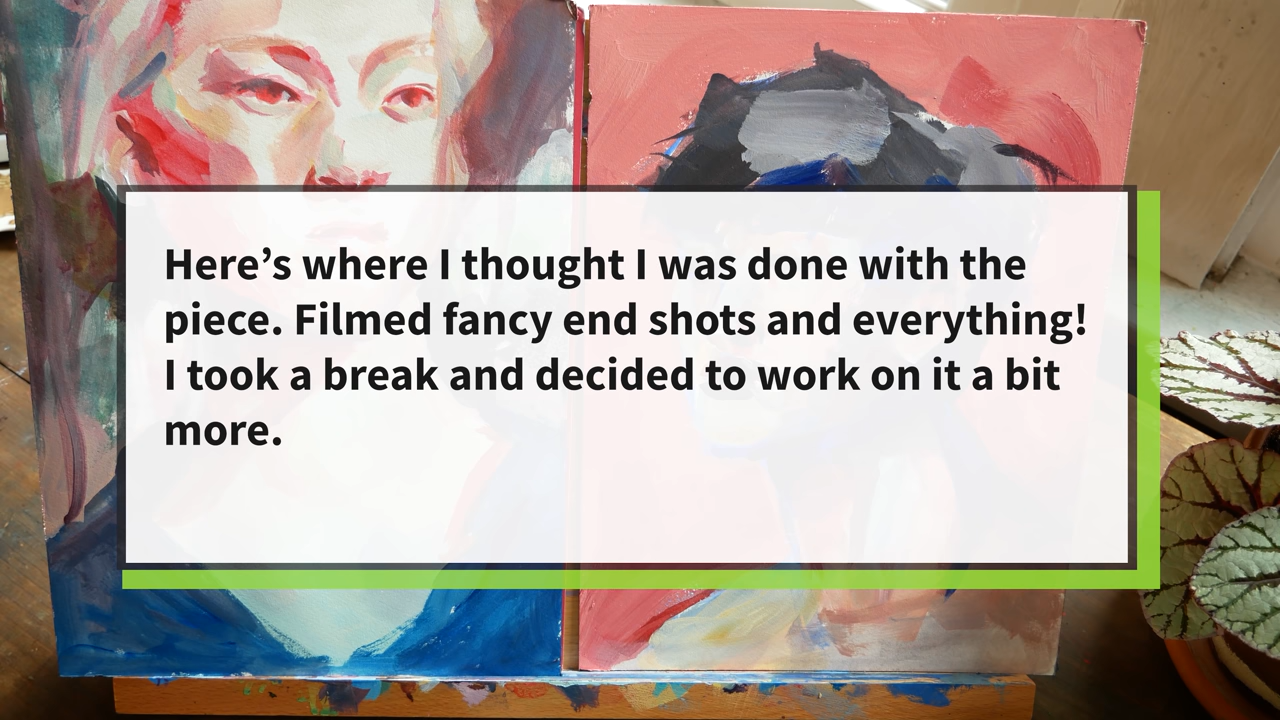 Here’s where I thought I was done with the
piece. Filmed fancy end shots and everything!
I took a break and decided to work on it a bit
more.